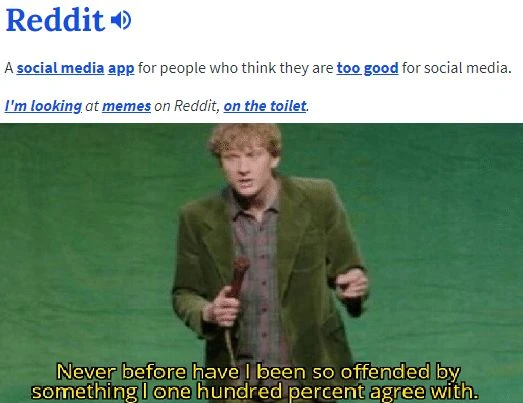 Reddit
A social media app for people who think they are too good for social media.
I'm looking at memes on Reddit, on the toilet.
Never before have I been so offended by
something I one hundred percent agree with.